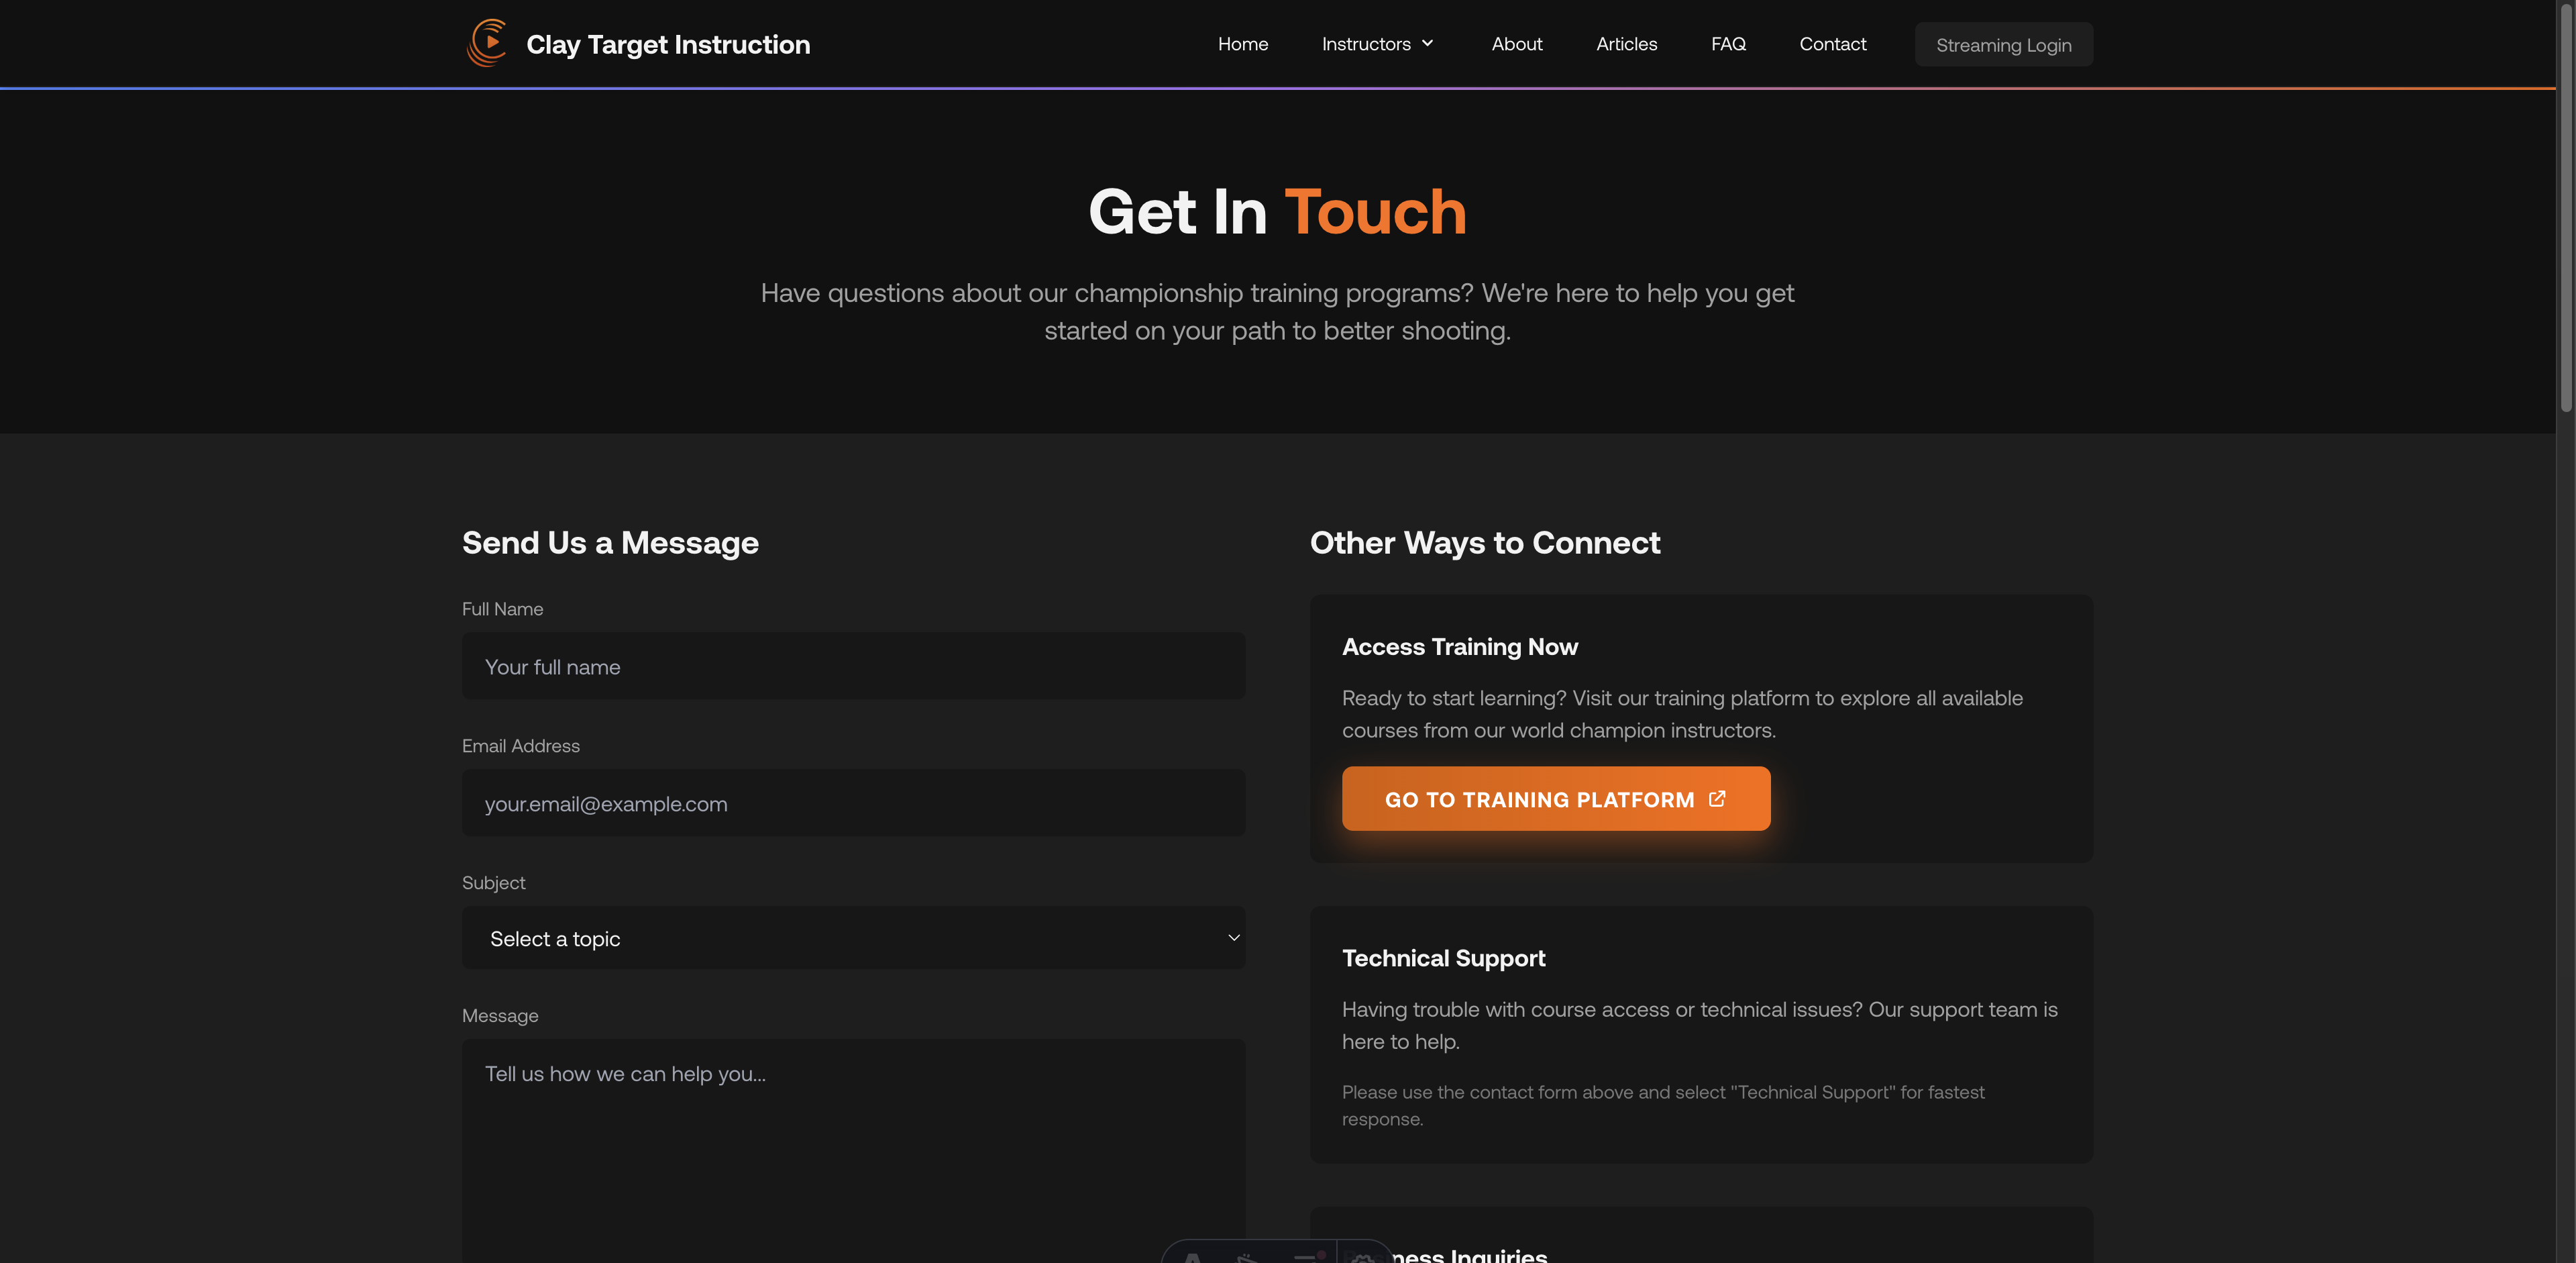 Clay Target Instruction
Home
Instructors
About
Articles
FAQ
Contact
Streaming Login
Get In Touch
Have questions about our championship training programs? We're here to help you get
started on your path to better shooting.
Send Us a Message
Full Name
Your full name
Email Address
your.email@example.com
Subject
Select a topic
Message
Tell us how we can help you...
Other Ways to Connect
Access Training Now
Ready to start learning? Visit our training platform to explore all available
courses from our world champion instructors.
GO TO TRAINING PLATFORM
Technical Support
Having trouble with course access or technical issues? Our support team is
here to help.
Please use the contact form above and select "Technical Support" for fastest
response.
Inquiries